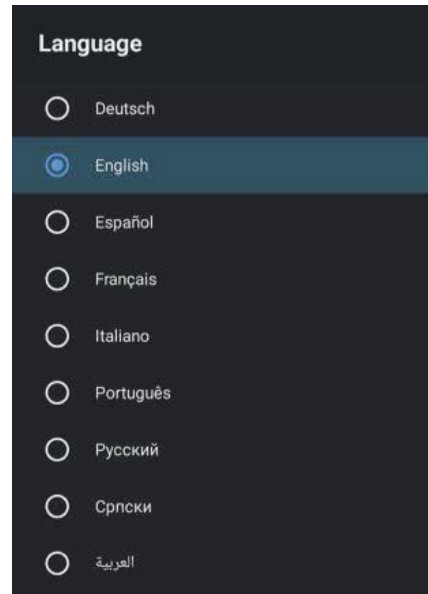 Language
Deutsch
English
Español
Français
Italiano
Português
Русский
Српски
العربية